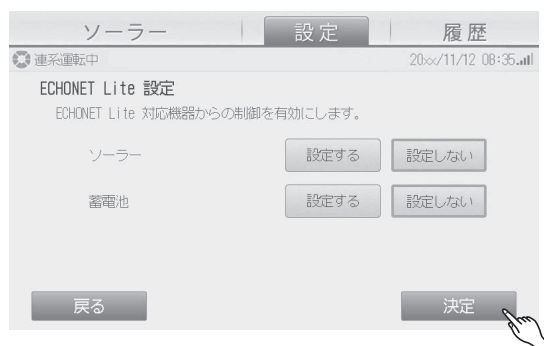 ソーラー 設定 履歴
連系運転中 20××/11/12 08:35
ECHONET Lite 設定
ECHONET Lite 対応機器からの制御を有効にします。
ソーラー 設定する 設定しない
蓄電池 設定する 設定しない
戻る 決定